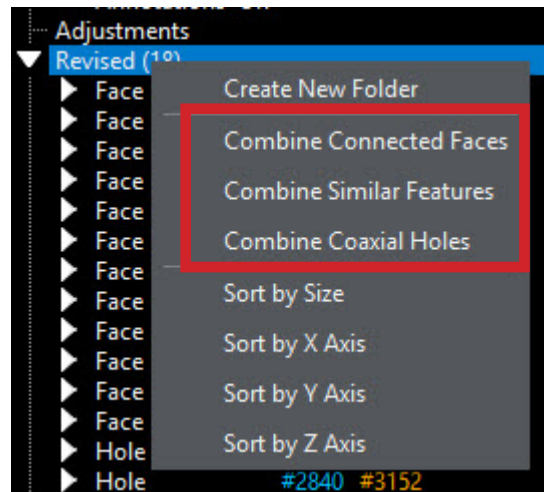 Adjustments
Revised (18)
Face
Create New Folder
Face
Face
Combine Connected Faces
Face
Combine Similar Features
Face
Face
Combine Coaxial Holes
Face
Face
Sort by Size
Face
Sort by X Axis
Face
Face
Sort by Y Axis
Face
Hole
Sort by Z Axis
Hole #2840 #3152